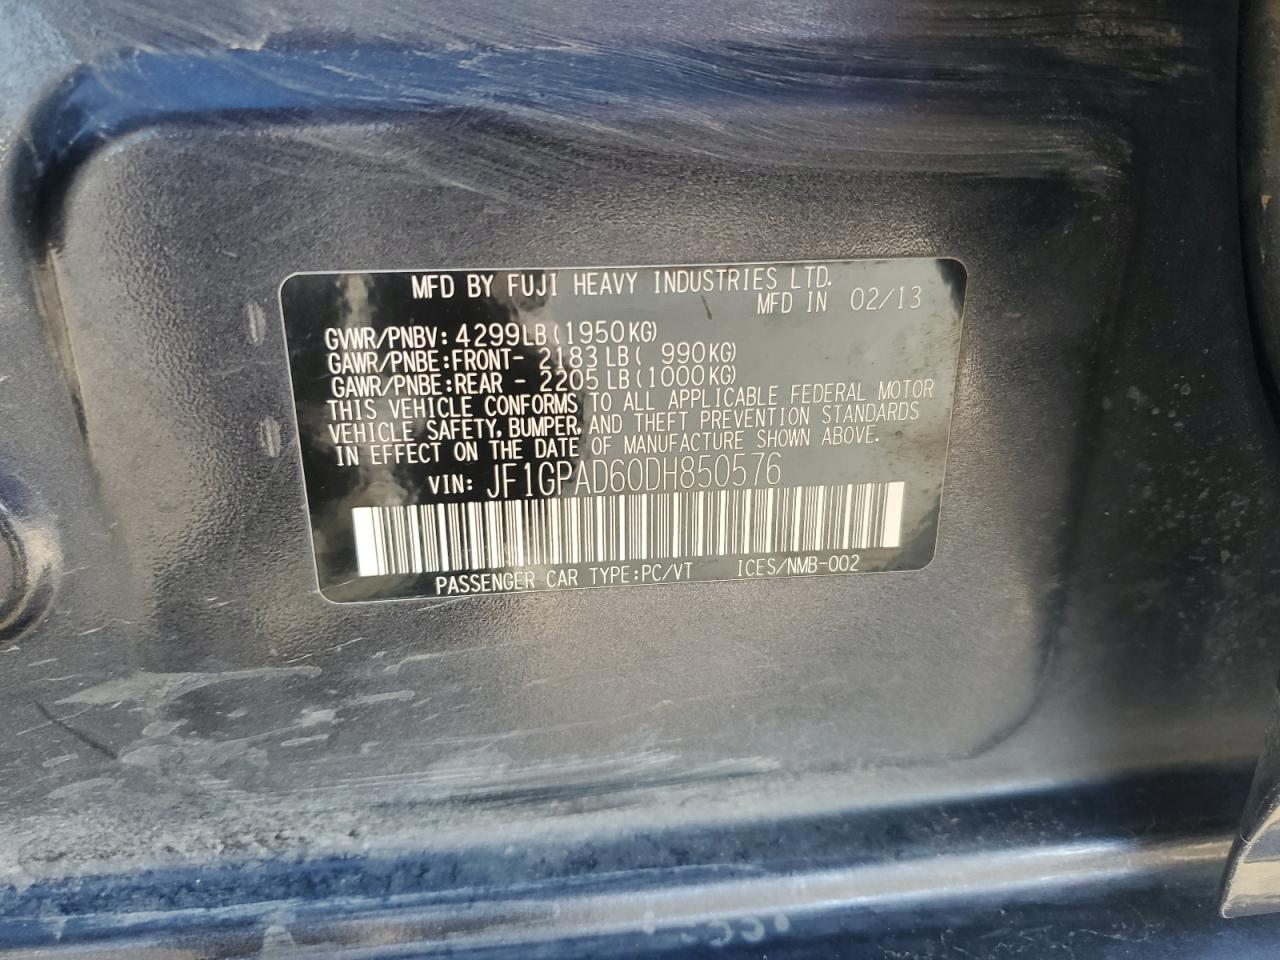 MFD BY FUJI HEAVY INDUSTRIES LTD.
MFD IN 02/13
GVWR/PNBV: 4299LB(1950KG)
GAWR/PNBE:FRONT- 2183LB( 990KG)
GAWR/PNBE:REAR - 2205LB(1000KG)
THIS VEHICLE CONFORMS TO ALL APPLICABLE FEDERAL MOTOR
VEHICLE SAFETY, BUMPER, AND THEFT PREVENTION STANDARDS
IN EFFECT ON THE DATE OF MANUFACTURE SHOWN ABOVE.
VIN: JF1GPAD60DH850576
PASSENGER CAR TYPE:PC/VT ICES/NMB-002